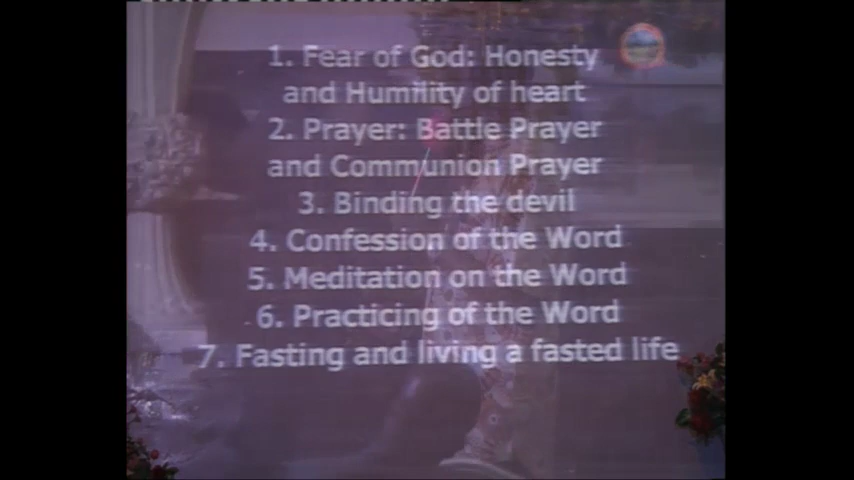 1. Fear of God: Honesty
and Humility of heart
2. Prayer: Battle Prayer
and Communion Prayer
3. Binding the devil
4. Confession of the Word
5. Meditation on the Word
6. Practicing of the Word
7. Fasting and living a fasted life